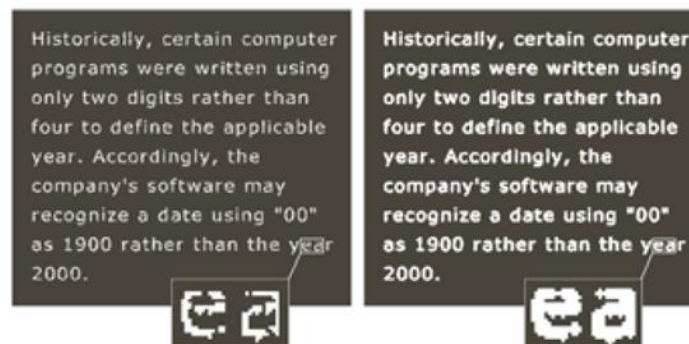 Historically, certain computer
programs were written using
only two digits rather than
four to define the applicable
year. Accordingly, the
company's software may
recognize a date using "00"
as 1900 rather than the year
2000.
e a
Historically, certain computer
programs were written using
only two digits rather than
four to define the applicable
year. Accordingly, the
company's software may
recognize a date using "00"
as 1900 rather than the year
2000.
e a